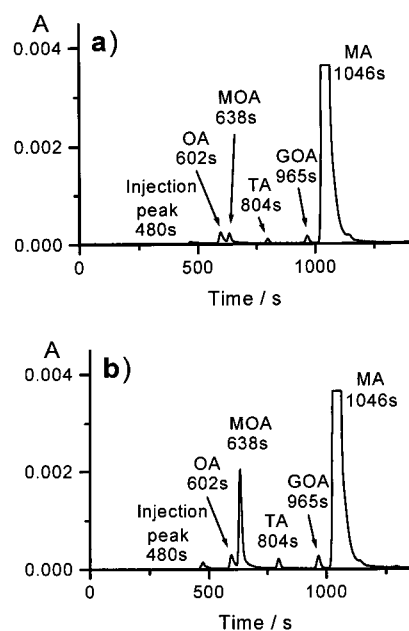 A
a)
0.004
0.002
0.000
OA
602s
MOA
638s
Injection
peak
480s
TA
804s
GOA
965s
MA
1046s
500
1000
Time / s
A
b)
0.004
0.002
0.000
OA
602s
MOA
638s
Injection
peak
480s
TA
804s
GOA
965s
MA
1046s
0
500
1000
Time / s